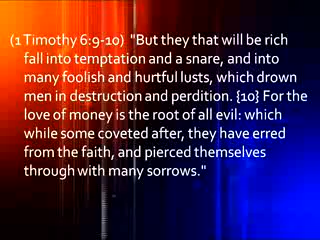 (1 Timothy 6:9-10) "But they that will be rich
fall into temptation and a snare, and into
many foolish and hurtful lusts, which drown
men in destruction and perdition. {10} For the
love of money is the root of all evil: which
while some coveted after, they have erred
from the faith, and pierced themselves
through with many sorrows."